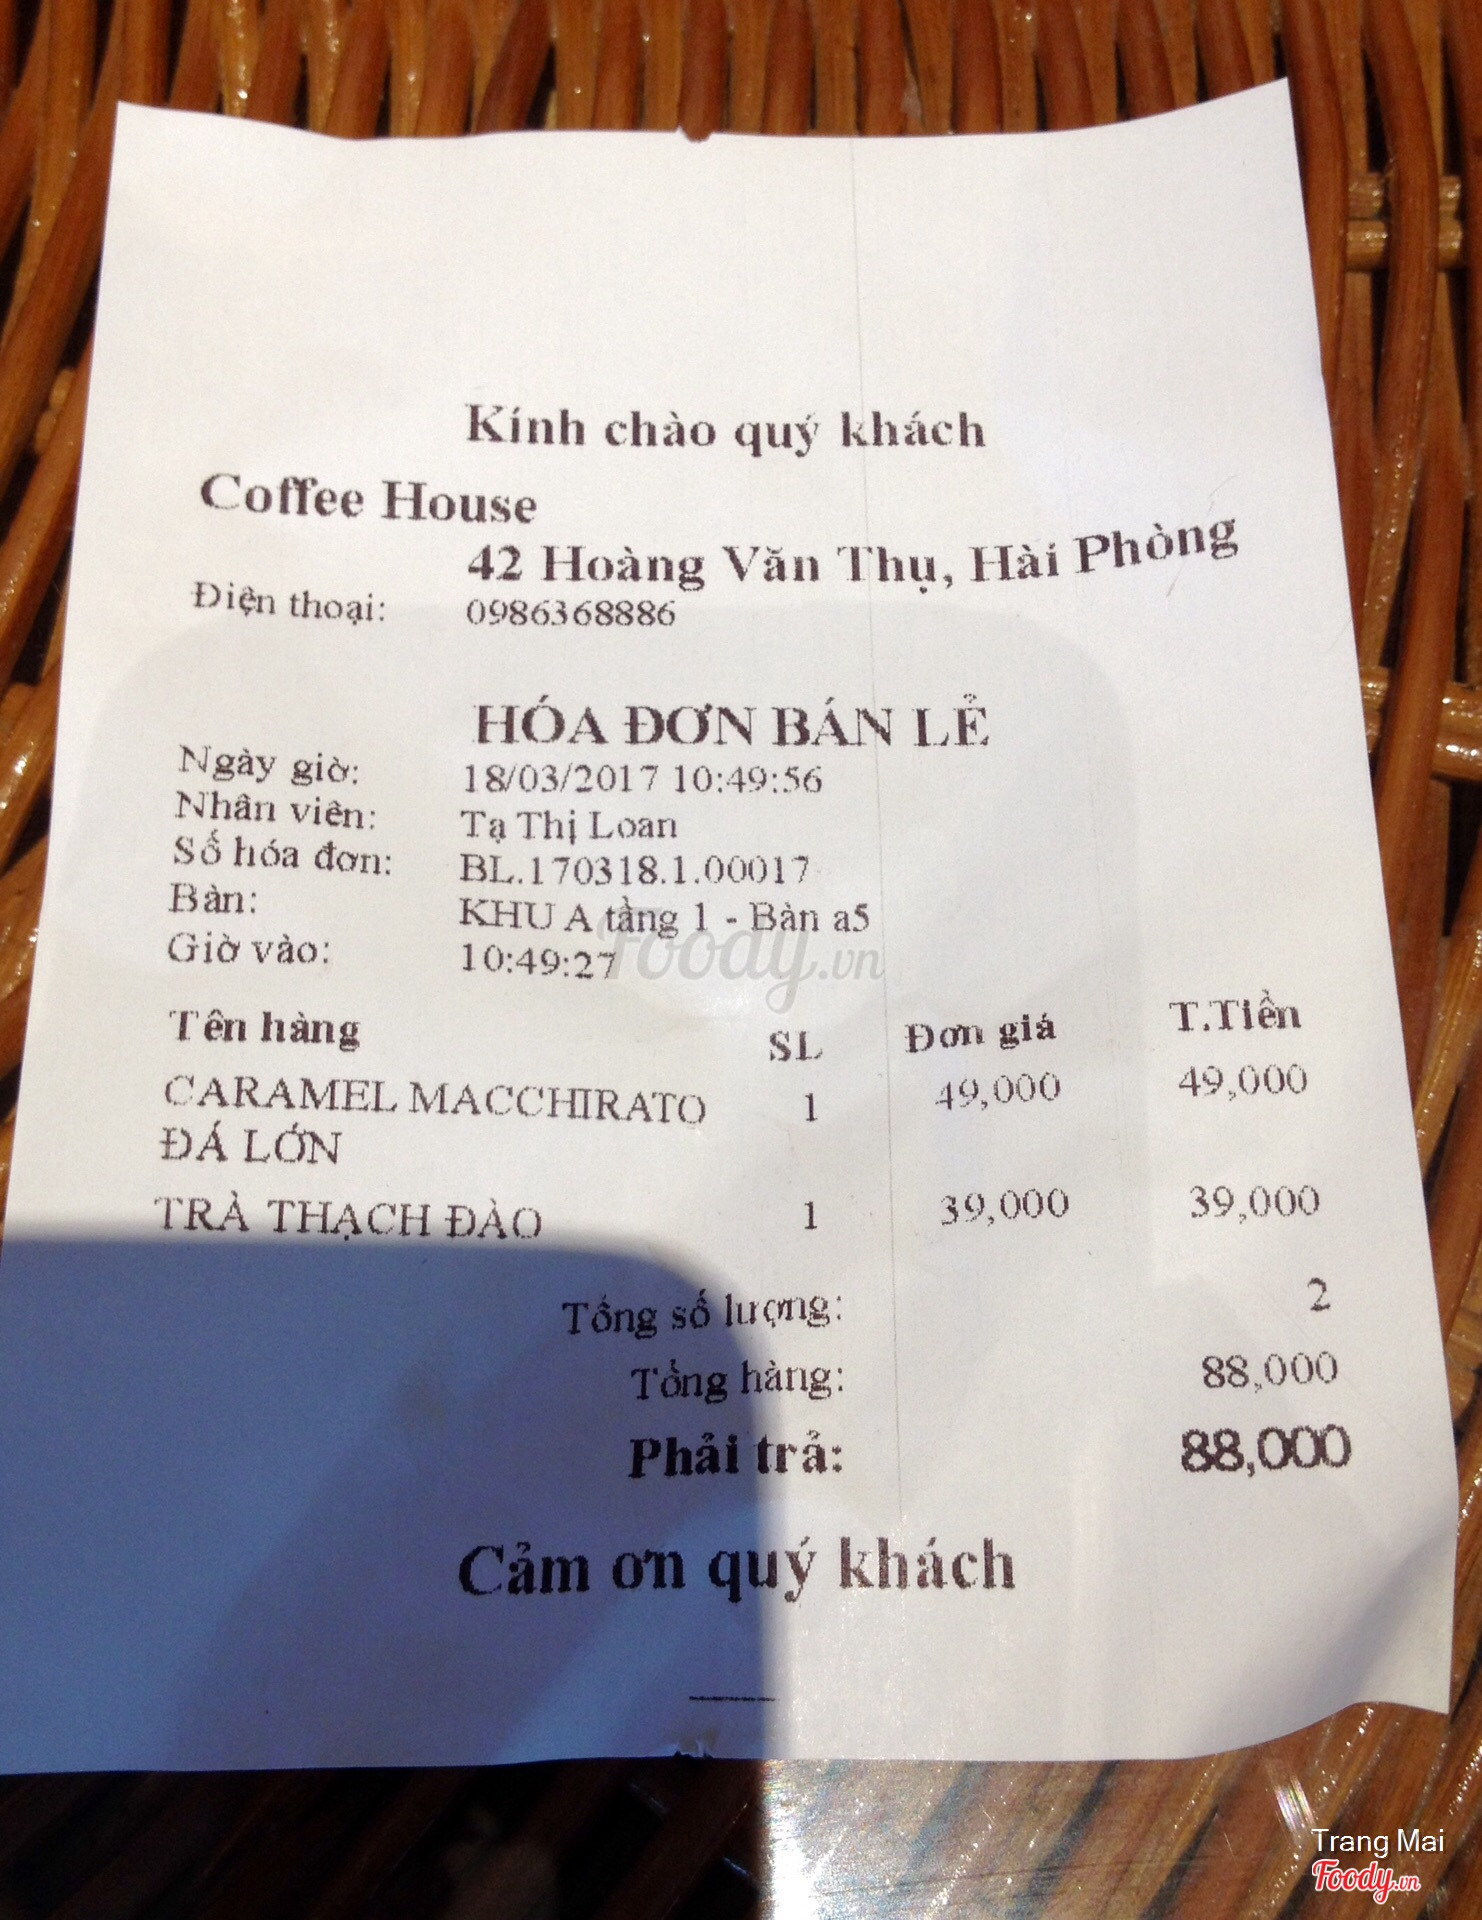 Kính chào quý khách
Coffee House
42 Hoàng Văn Thụ, Hài Phòng
Điện thoại: 0986368886
HÓA ĐƠN BÁN LẺ
Ngày giờ: 18/03/2017 10:49:56
Nhân viên: Tạ Thị Loan
Số hóa đơn: BL.170318.1.00017
Bàn: KHU A tầng 1 - Bàn a5
Giờ vào: 10:49:27
Foody.vn
Tên hàng SL Đơn giá T.Tiền
CARAMEL MACCHIRATO 1 49,000 49,000
ĐÁ LỚN
TRÀ THẠCH ĐÀO 1 39,000 39,000
Tổng số lượng: 2
Tổng hàng: 88,000
Phải trả: 88,000
Cảm ơn quý khách
Trang Mai
Foody.vn